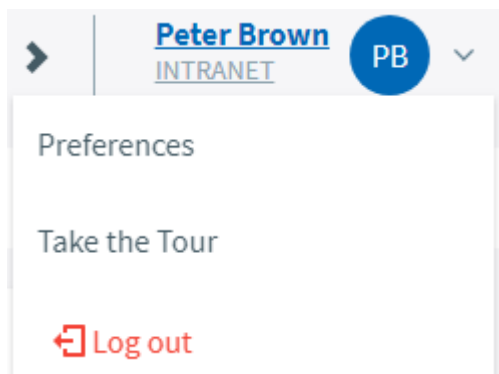 Peter Brown
INTRANET
PB
Preferences
Take the Tour
Log out